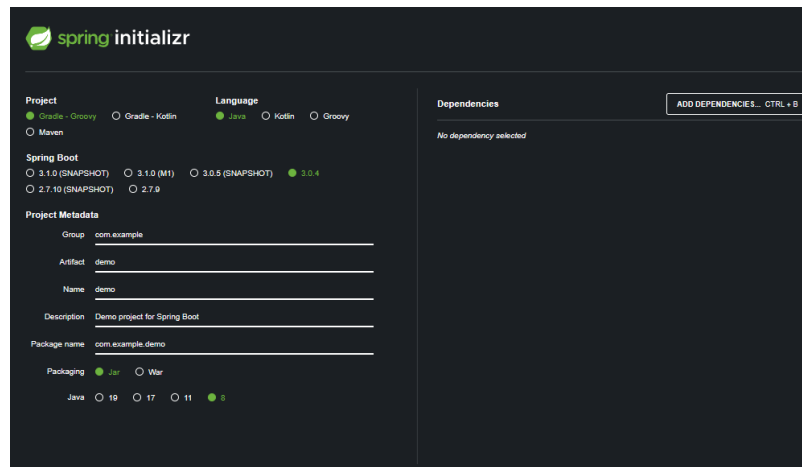 spring initializr
Project
Gradle - Groovy Gradle - Kotlin
Maven
Language
Java Kotlin Groovy
Spring Boot
3.1.0 (SNAPSHOT) 3.1.0 (M1) 3.0.5 (SNAPSHOT) 3.0.4
2.7.10 (SNAPSHOT) 2.7.9
Project Metadata
Group com.example
Artifact demo
Name demo
Description Demo project for Spring Boot
Package name com.example.demo
Packaging Jar War
Java 19 17 11 8
Dependencies ADD DEPENDENCIES... CTRL + B
No dependency selected